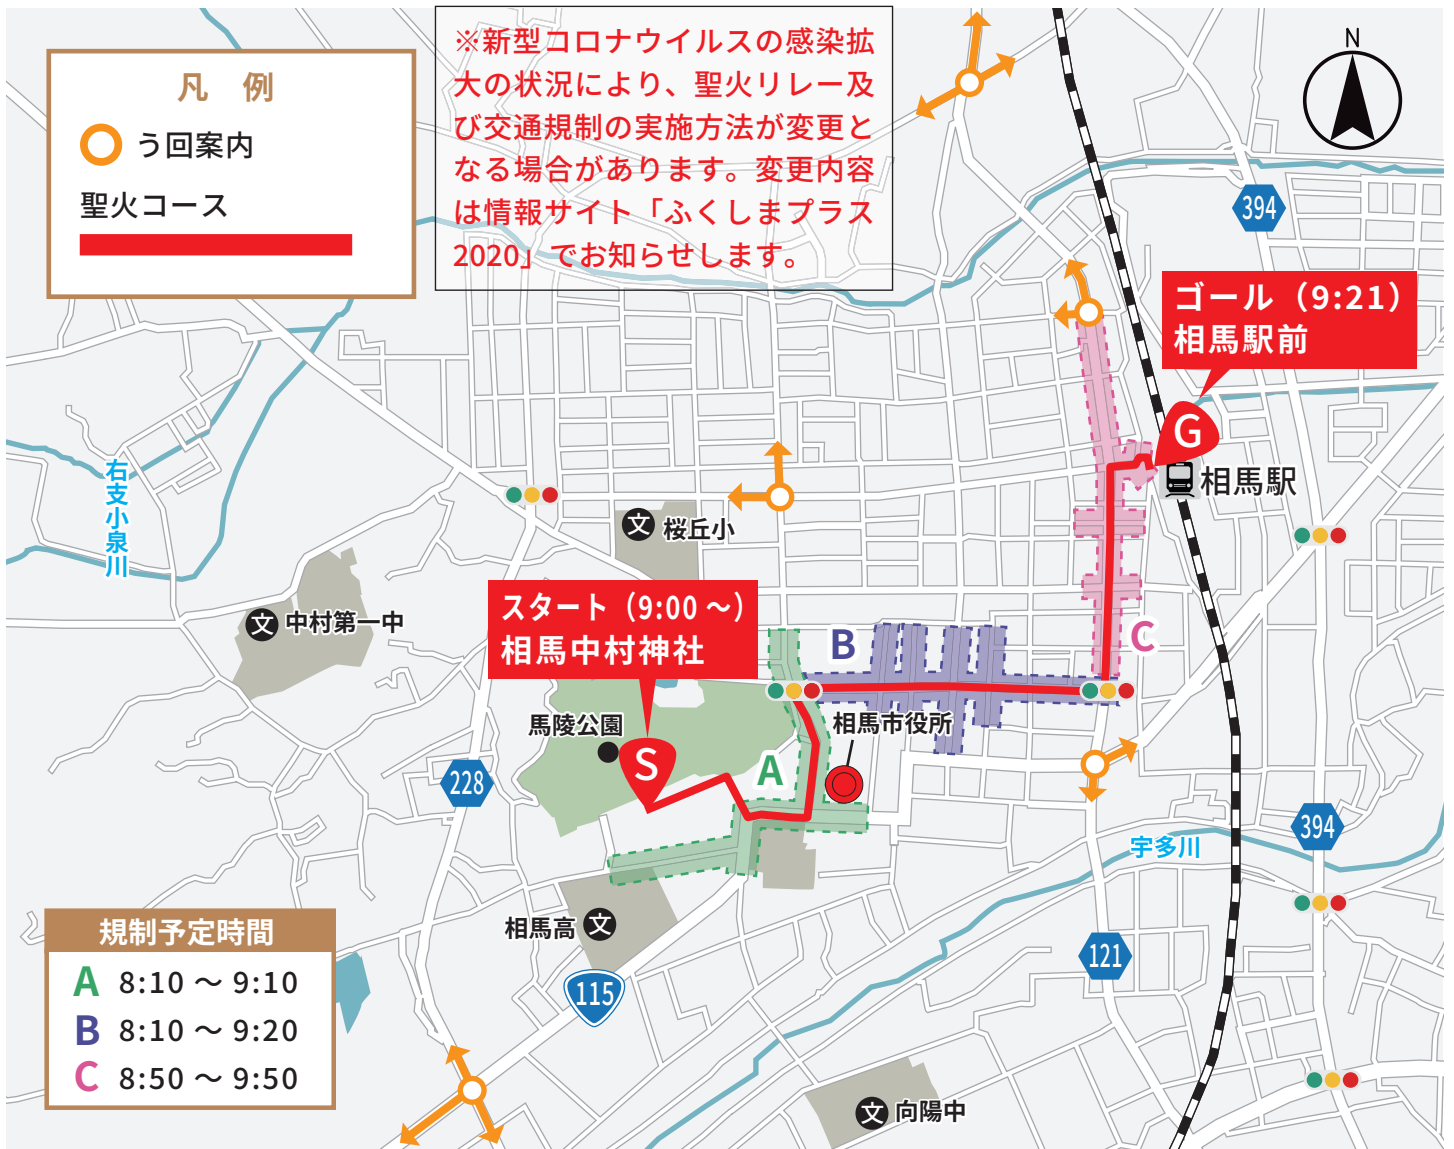 凡 例
う回案内
聖火コース
※新型コロナウイルスの感染拡
大の状況により、聖火リレー及
び交通規制の実施方法が変更と
なる場合があります。変更内容
は情報サイト「ふくしまプラス
2020」でお知らせします。
N
394
ゴール（9:21）
相馬駅前
G
相馬駅
右支小泉川
文
桜丘小
文
中村第一中
スタート（9:00～）
相馬中村神社
B
C
馬陵公園
S
相馬市役所
A
228
394
宇多川
相馬高
文
121
115
規制予定時間
A 8:10 ～ 9:10
B 8:10 ～ 9:20
C 8:50 ～ 9:50
文
向陽中